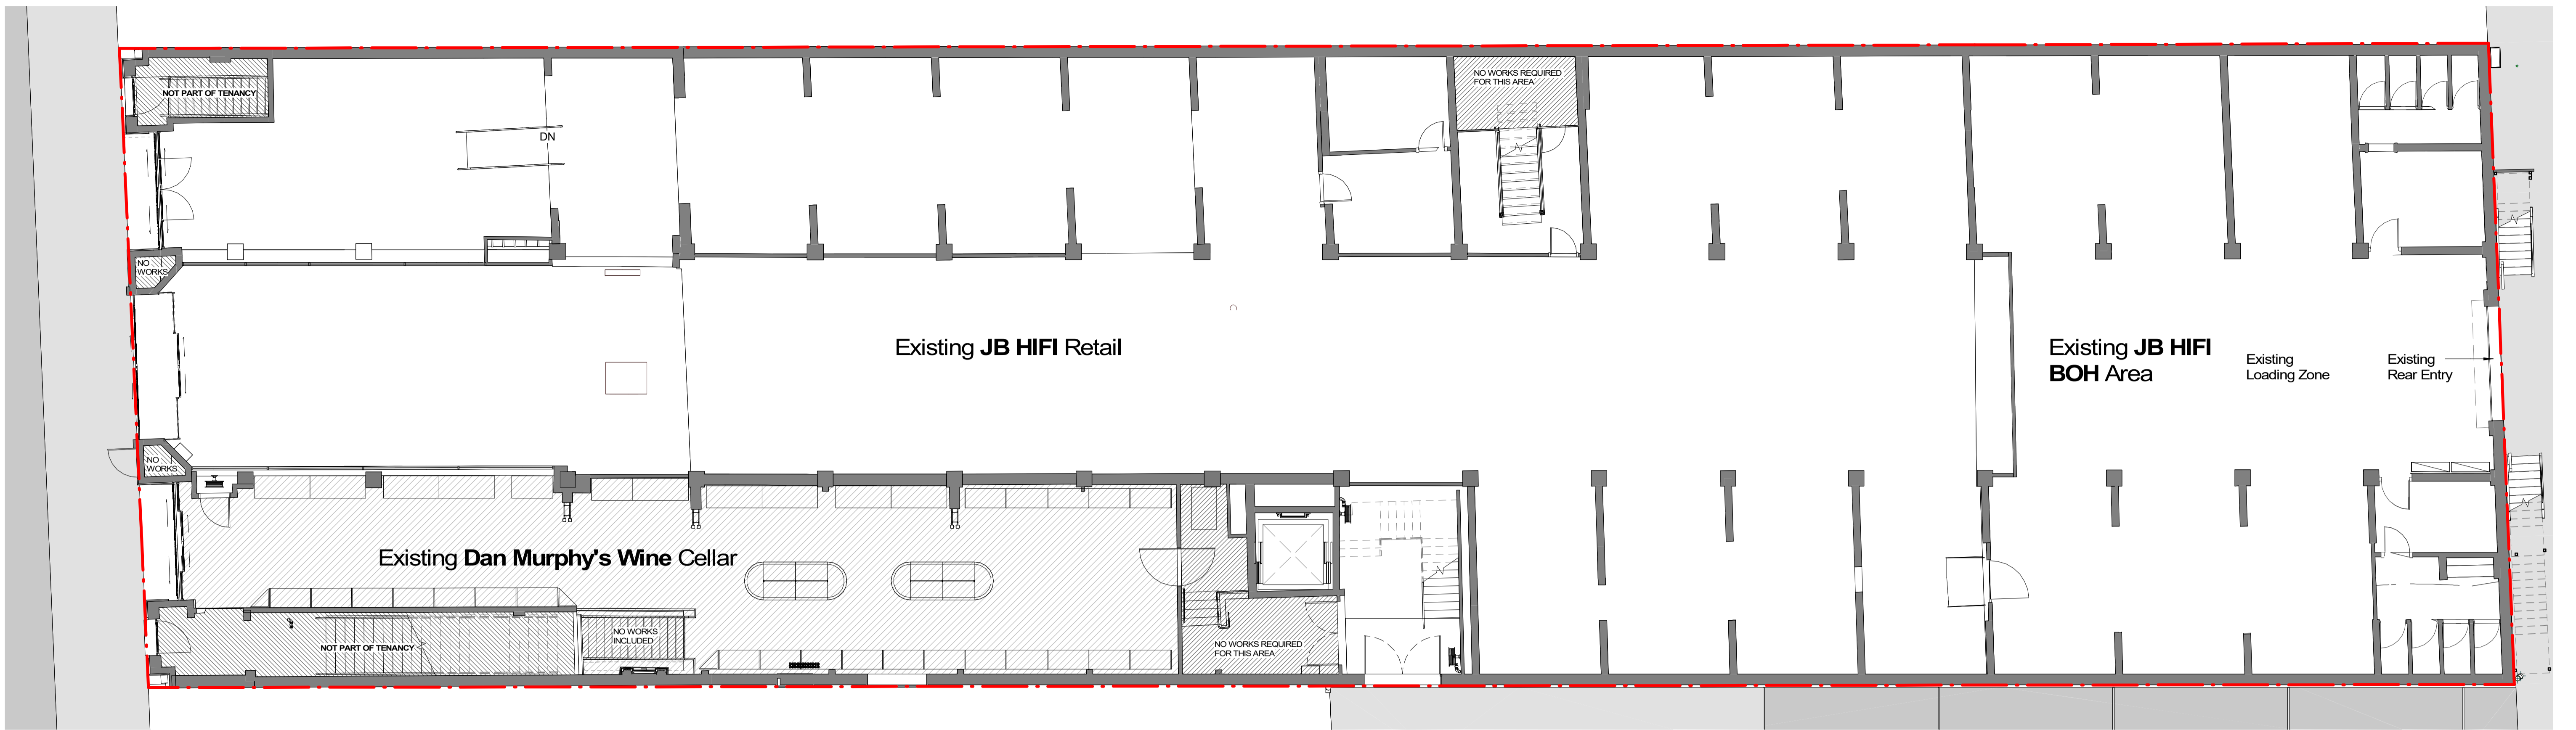 NO WORKS REQUIRED
FOR THIS AREA
NOT PART OF TENANCY
DN
NO
WORKS
Existing JB HIFI Retail
Existing JB HIFI
BOH Area
Existing
Loading Zone
Existing
Rear Entry
NO
WORKS
Existing Dan Murphy's Wine Cellar
NO WORKS
INCLUDED
NOT PART OF TENANCY
NO WORKS REQUIRED
FOR THIS AREA